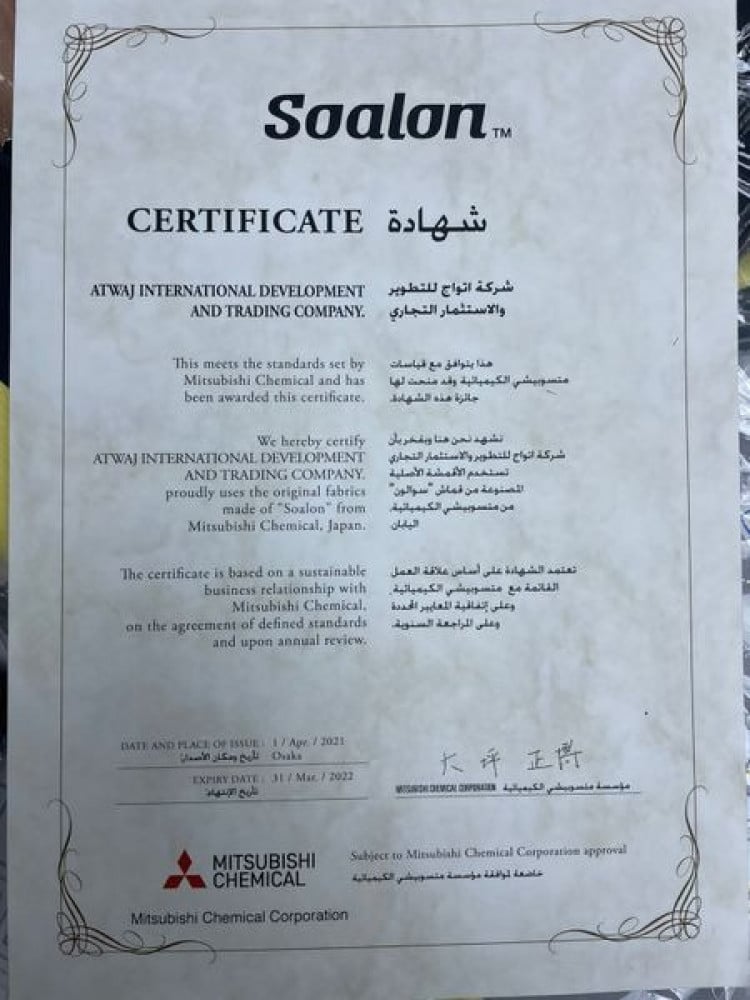 Soalon™
CERTIFICATE شهادة
ATWAJ INTERNATIONAL DEVELOPMENT
AND TRADING COMPANY.
شركة اتواج للتطوير
والاستثمار التجاري
This meets the standards set by
Mitsubishi Chemical and has
been awarded this certificate.
هذا يتوافق مع قياسات
متسوبيشي الكيميائية وقد منحت لها
جائزة هذه الشهادة.
We hereby certify
ATWAJ INTERNATIONAL DEVELOPMENT
AND TRADING COMPANY.
proudly uses the original fabrics
made of "Soalon" from
Mitsubishi Chemical, Japan.
نشهد نحن هنا وبفخر بأن
شركة اتواج للتطوير والاستثمار التجاري
تستخدم الأقمشة الأصلية
المصنوعة من قماش "سوالون"
من متسوبيشي الكيميائية.
اليابان
The certificate is based on a sustainable
business relationship with
Mitsubishi Chemical,
on the agreement of defined standards
and upon annual review.
تعتمد الشهادة على أساس علاقة العمل
القائمة مع متسوبيشي الكيميائية.
وعلى إتفاقية المعايير المحددة
وعلى المراجعة السنوية.
DATE AND PLACE OF ISSUE: 1 / Apr. / 2021
تأريخ ومكان الأصدار: Osaka
EXPIRY DATE: 31 / Mar. / 2022
تأريخ الإنتهاء:
大坪 正博
MITSUBISHI CHEMICAL CORPORATION مؤسسة متسوبيشي الكيميائية
MITSUBISHI
CHEMICAL
Subject to Mitsubishi Chemical Corporation approval
خاضعة لموافقة مؤسسة متسوبيشي الكيميائية
Mitsubishi Chemical Corporation